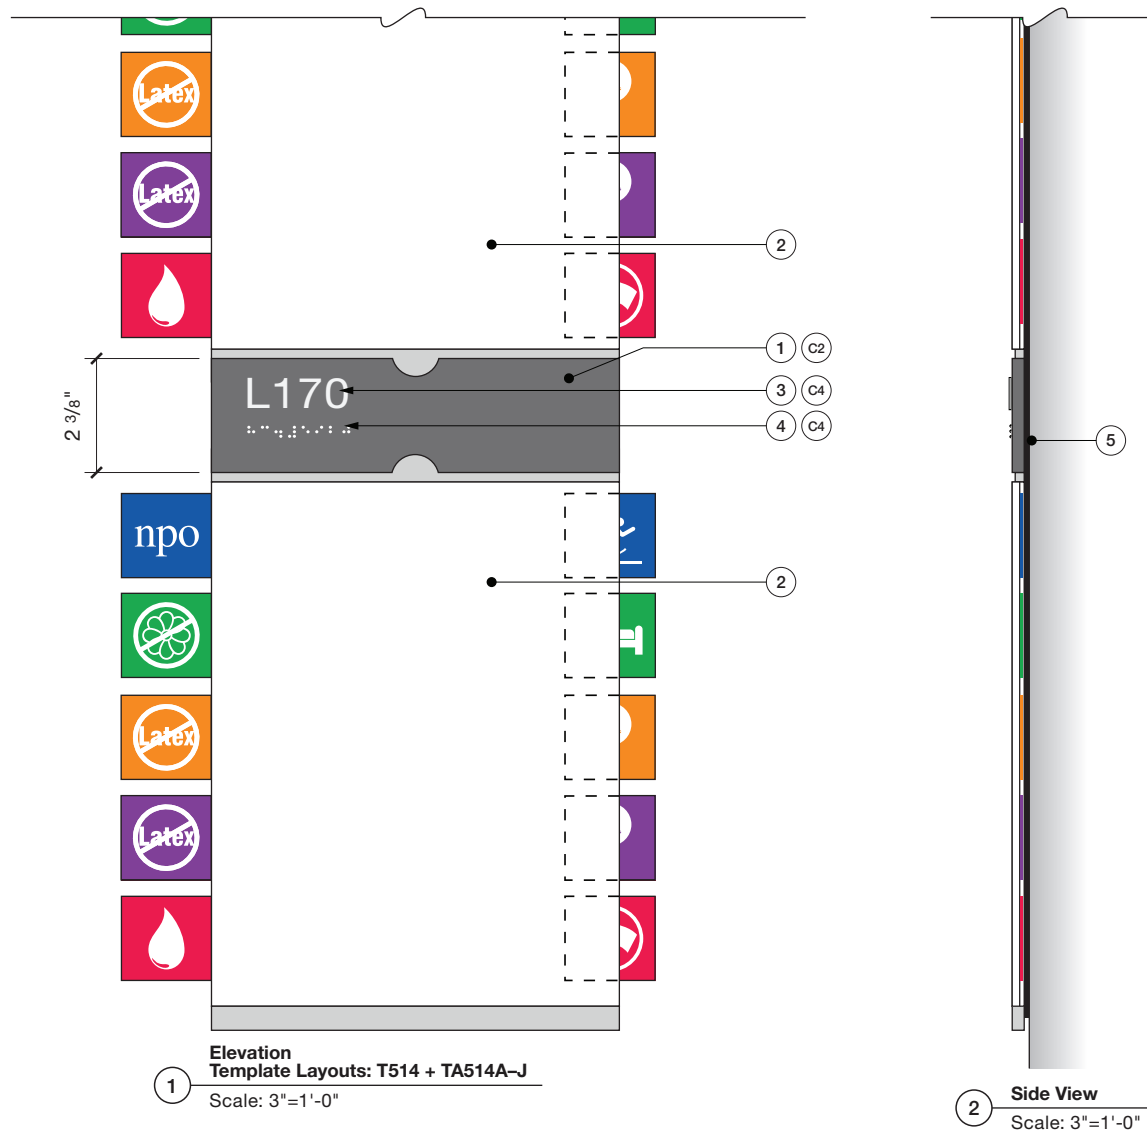 Latex
Latex
2
1 C2
L170
3 C4
4 C4
2 3/8"
5
npo
2
Latex
Latex
1
Elevation
Template Layouts: T514 + TA514A–J
Scale: 3"=1'-0"
2
Side View
Scale: 3"=1'-0"